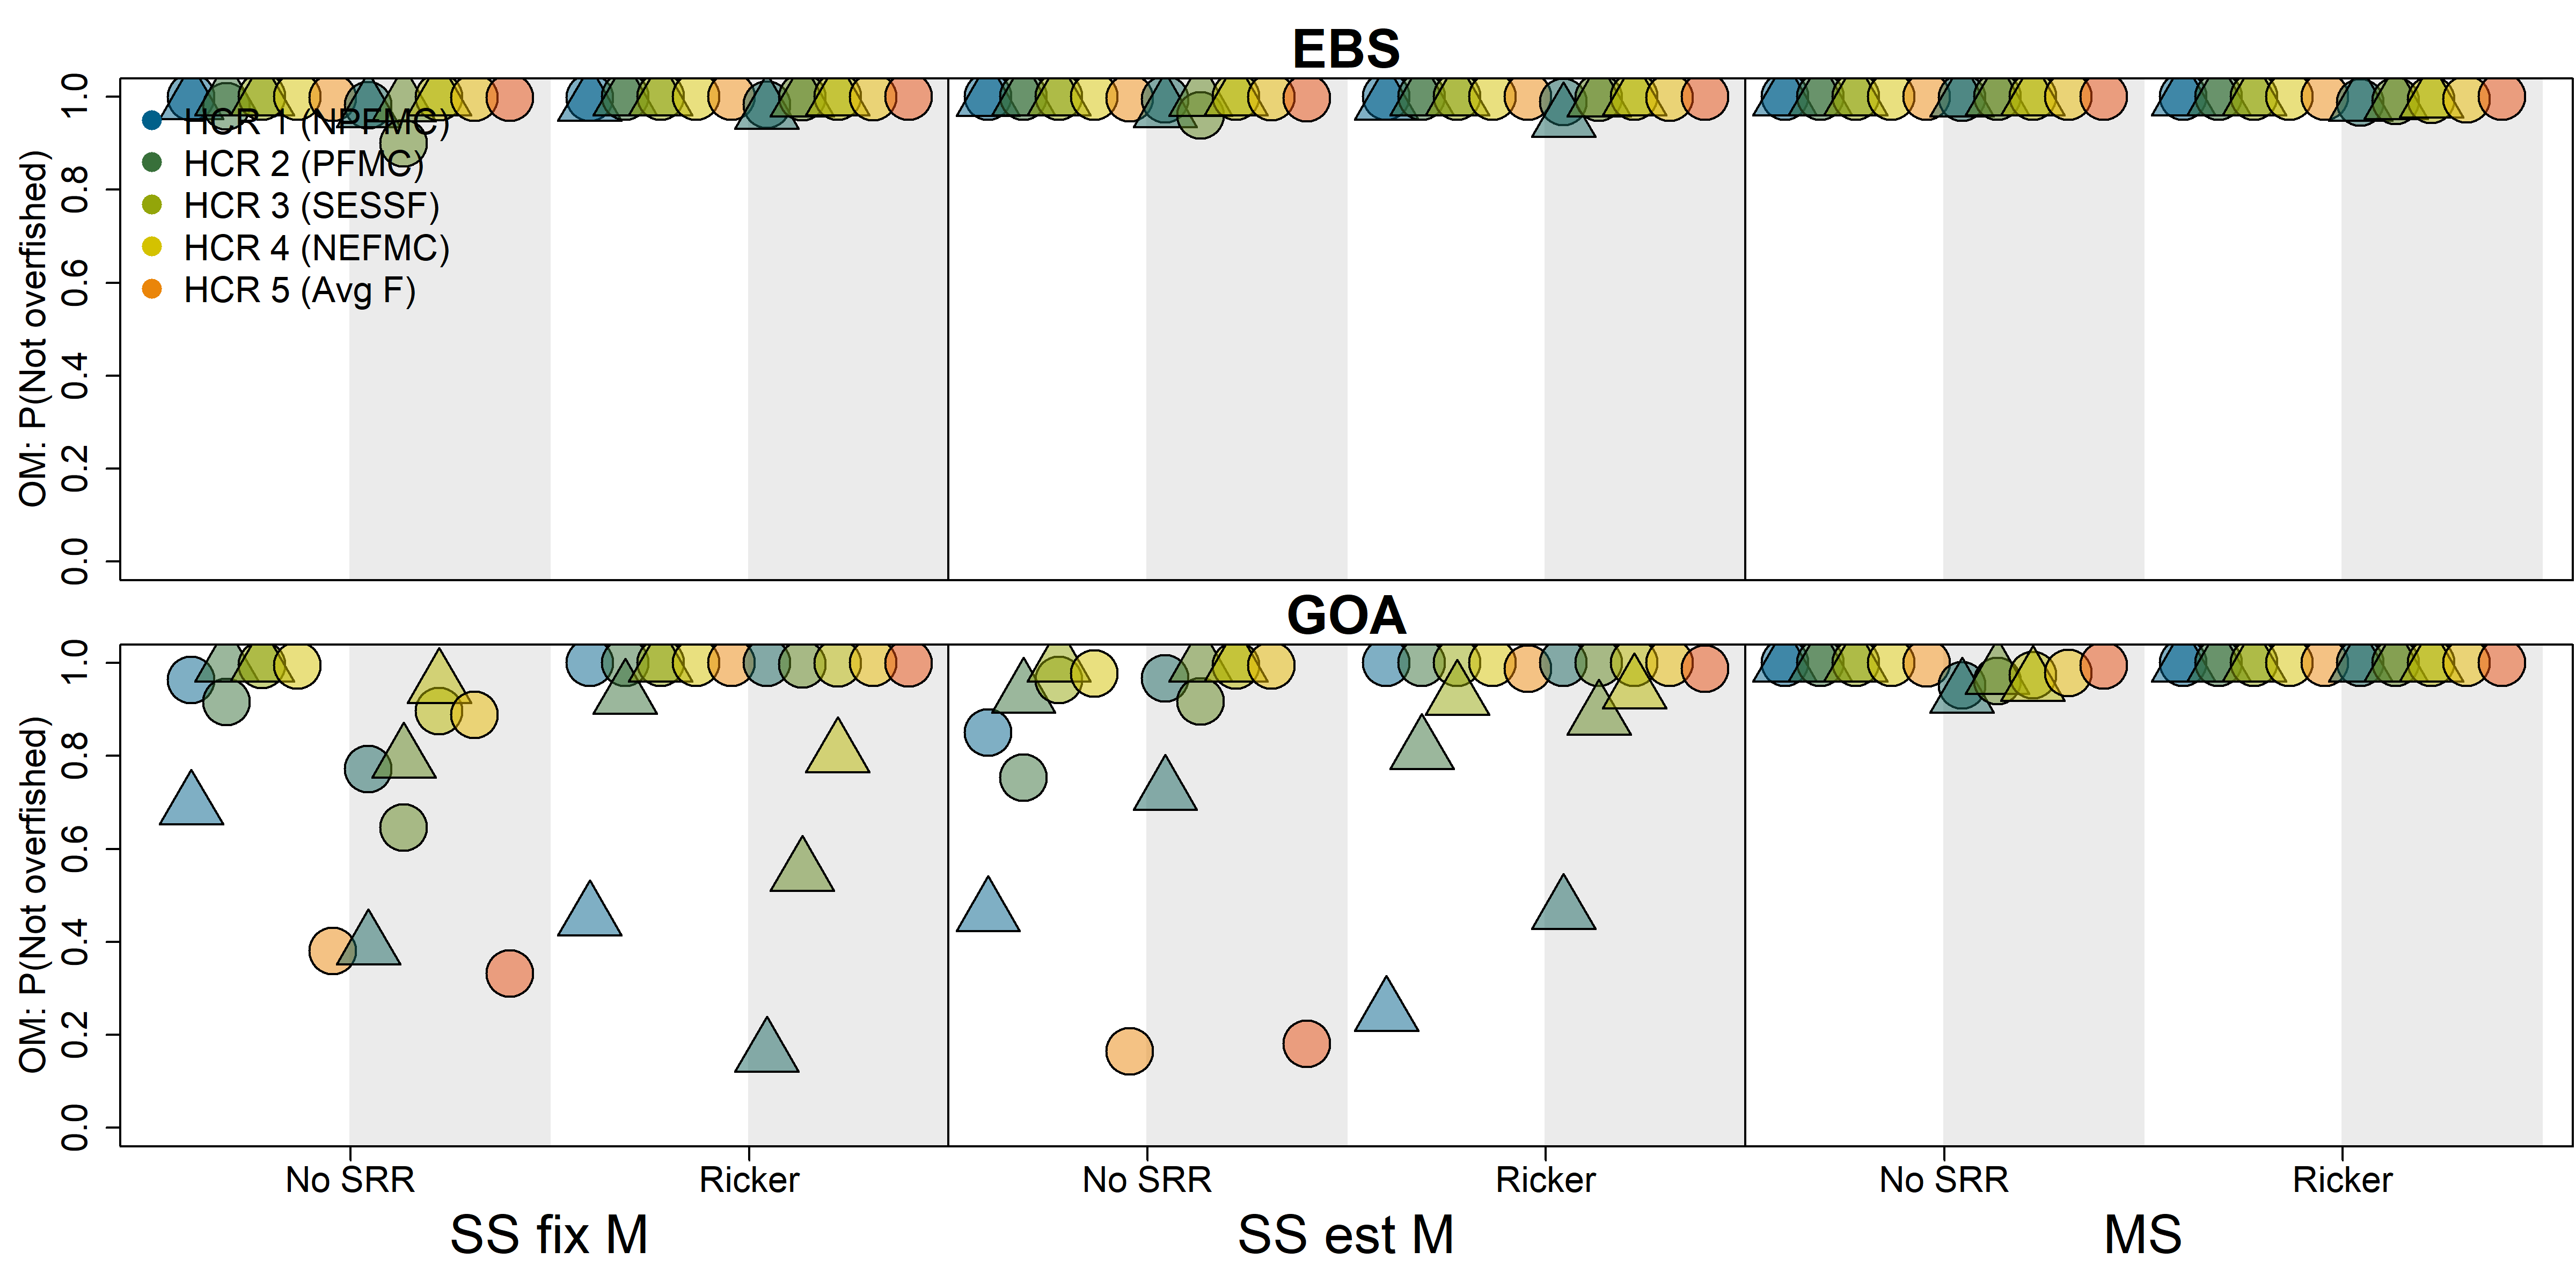 EBS
OM: P(Not overfished)
1.0
0.8
0.6
0.4
0.2
0.0
HCR 1 (NPFMC)
HCR 2 (PFMC)
HCR 3 (SESSF)
HCR 4 (NEFMC)
HCR 5 (Avg F)
GOA
OM: P(Not overfished)
1.0
0.8
0.6
0.4
0.2
0.0
No SRR Ricker No SRR Ricker No SRR Ricker
SS fix M SS est M MS